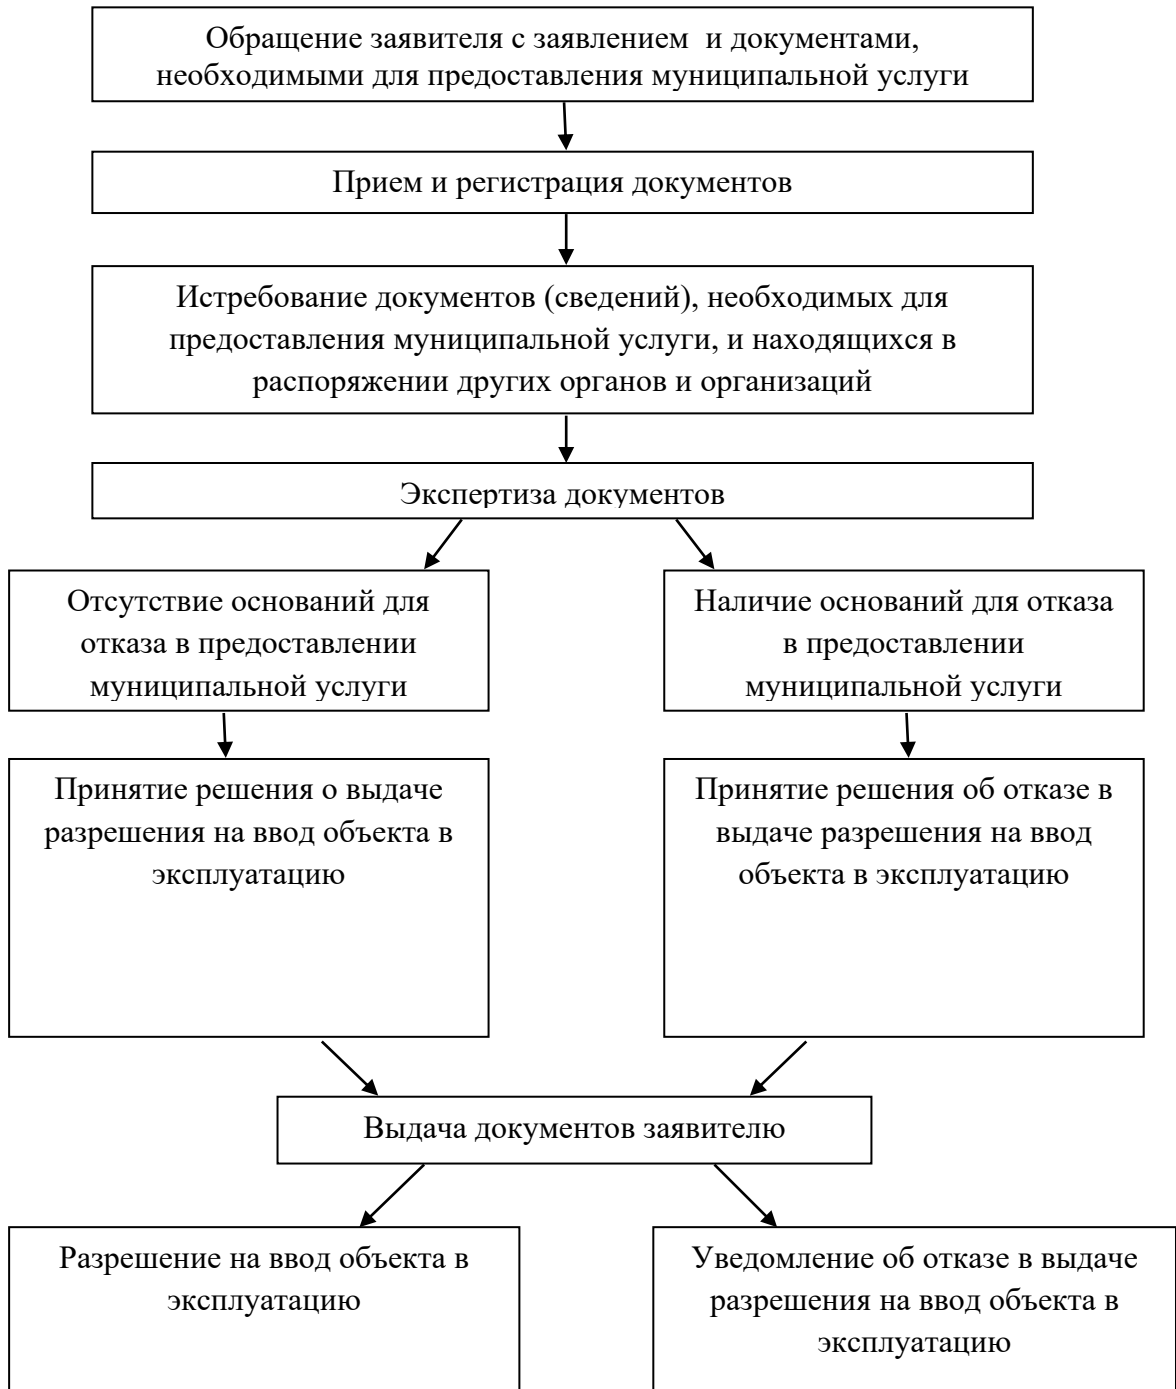 Обращение заявителя с заявлением и документами,
необходимыми для предоставления муниципальной услуги
Прием и регистрация документов
Истребование документов (сведений), необходимых для
предоставления муниципальной услуги, и находящихся в
распоряжении других органов и организаций
Экспертиза документов
Отсутствие оснований для
отказа в предоставлении
муниципальной услуги
Наличие оснований для отказа
в предоставлении
муниципальной услуги
Принятие решения о выдаче
разрешения на ввод объекта в
эксплуатацию
Принятие решения об отказе в
выдаче разрешения на ввод
объекта в эксплуатацию
Выдача документов заявителю
Разрешение на ввод объекта в
эксплуатацию
Уведомление об отказе в выдаче
разрешения на ввод объекта в
эксплуатацию